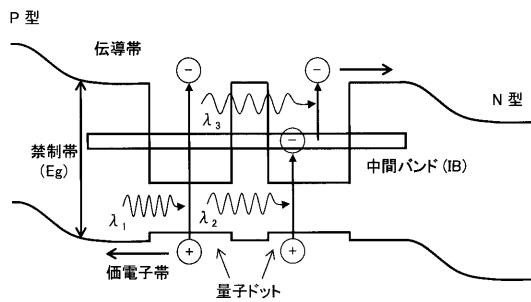 P 型
伝導帯
N 型
λ3
禁制帯
(Eg)
中間バンド (IB)
λ1
λ2
価電子帯
量子ドット